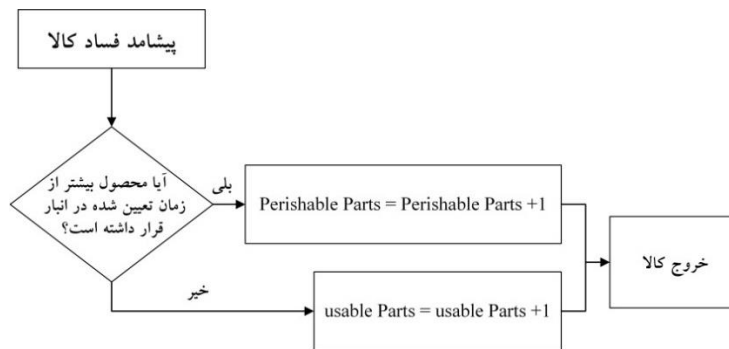 پیشامد فساد کالا
آیا محصول بیشتر از
زمان تعیین شده در انبار
قرار داشته است؟
بلی
Perishable Parts = Perishable Parts +1
خروج کالا
خیر
usable Parts = usable Parts +1